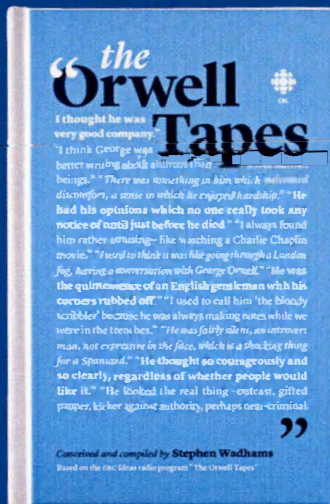 “the
Orwell
Tapes
I thought he was
very good company.”
"I think George was
better writing about animals than
beings." "There was something in him which
discomfort, a sense in which he enjoyed hardship." "He
had his opinions which no one really took any
notice of until just before he died" "I always found
him rather amusing– like watching a Charlie Chaplin
movie." "I used to think it was like going through a London
fog, having a conversation with George Orwell." "He was
the quintessence of an English gentleman with his
corners rubbed off." "I used to call him 'the bloody
scribbler' because he was always making notes while we
were in the trenches." "He was fairly silent, an introvert
man, not expressive in the face, which is a shocking thing
for a Spaniard." "He thought so courageously and
so clearly, regardless of whether people would
like it." "He looked the real thing -outcast, gifted
pauper, kicker against authority, perhaps near-criminal
”
Conceived and compiled by Stephen Wadhams
Based on the CBC Ideas radio program "The Orwell Tapes"